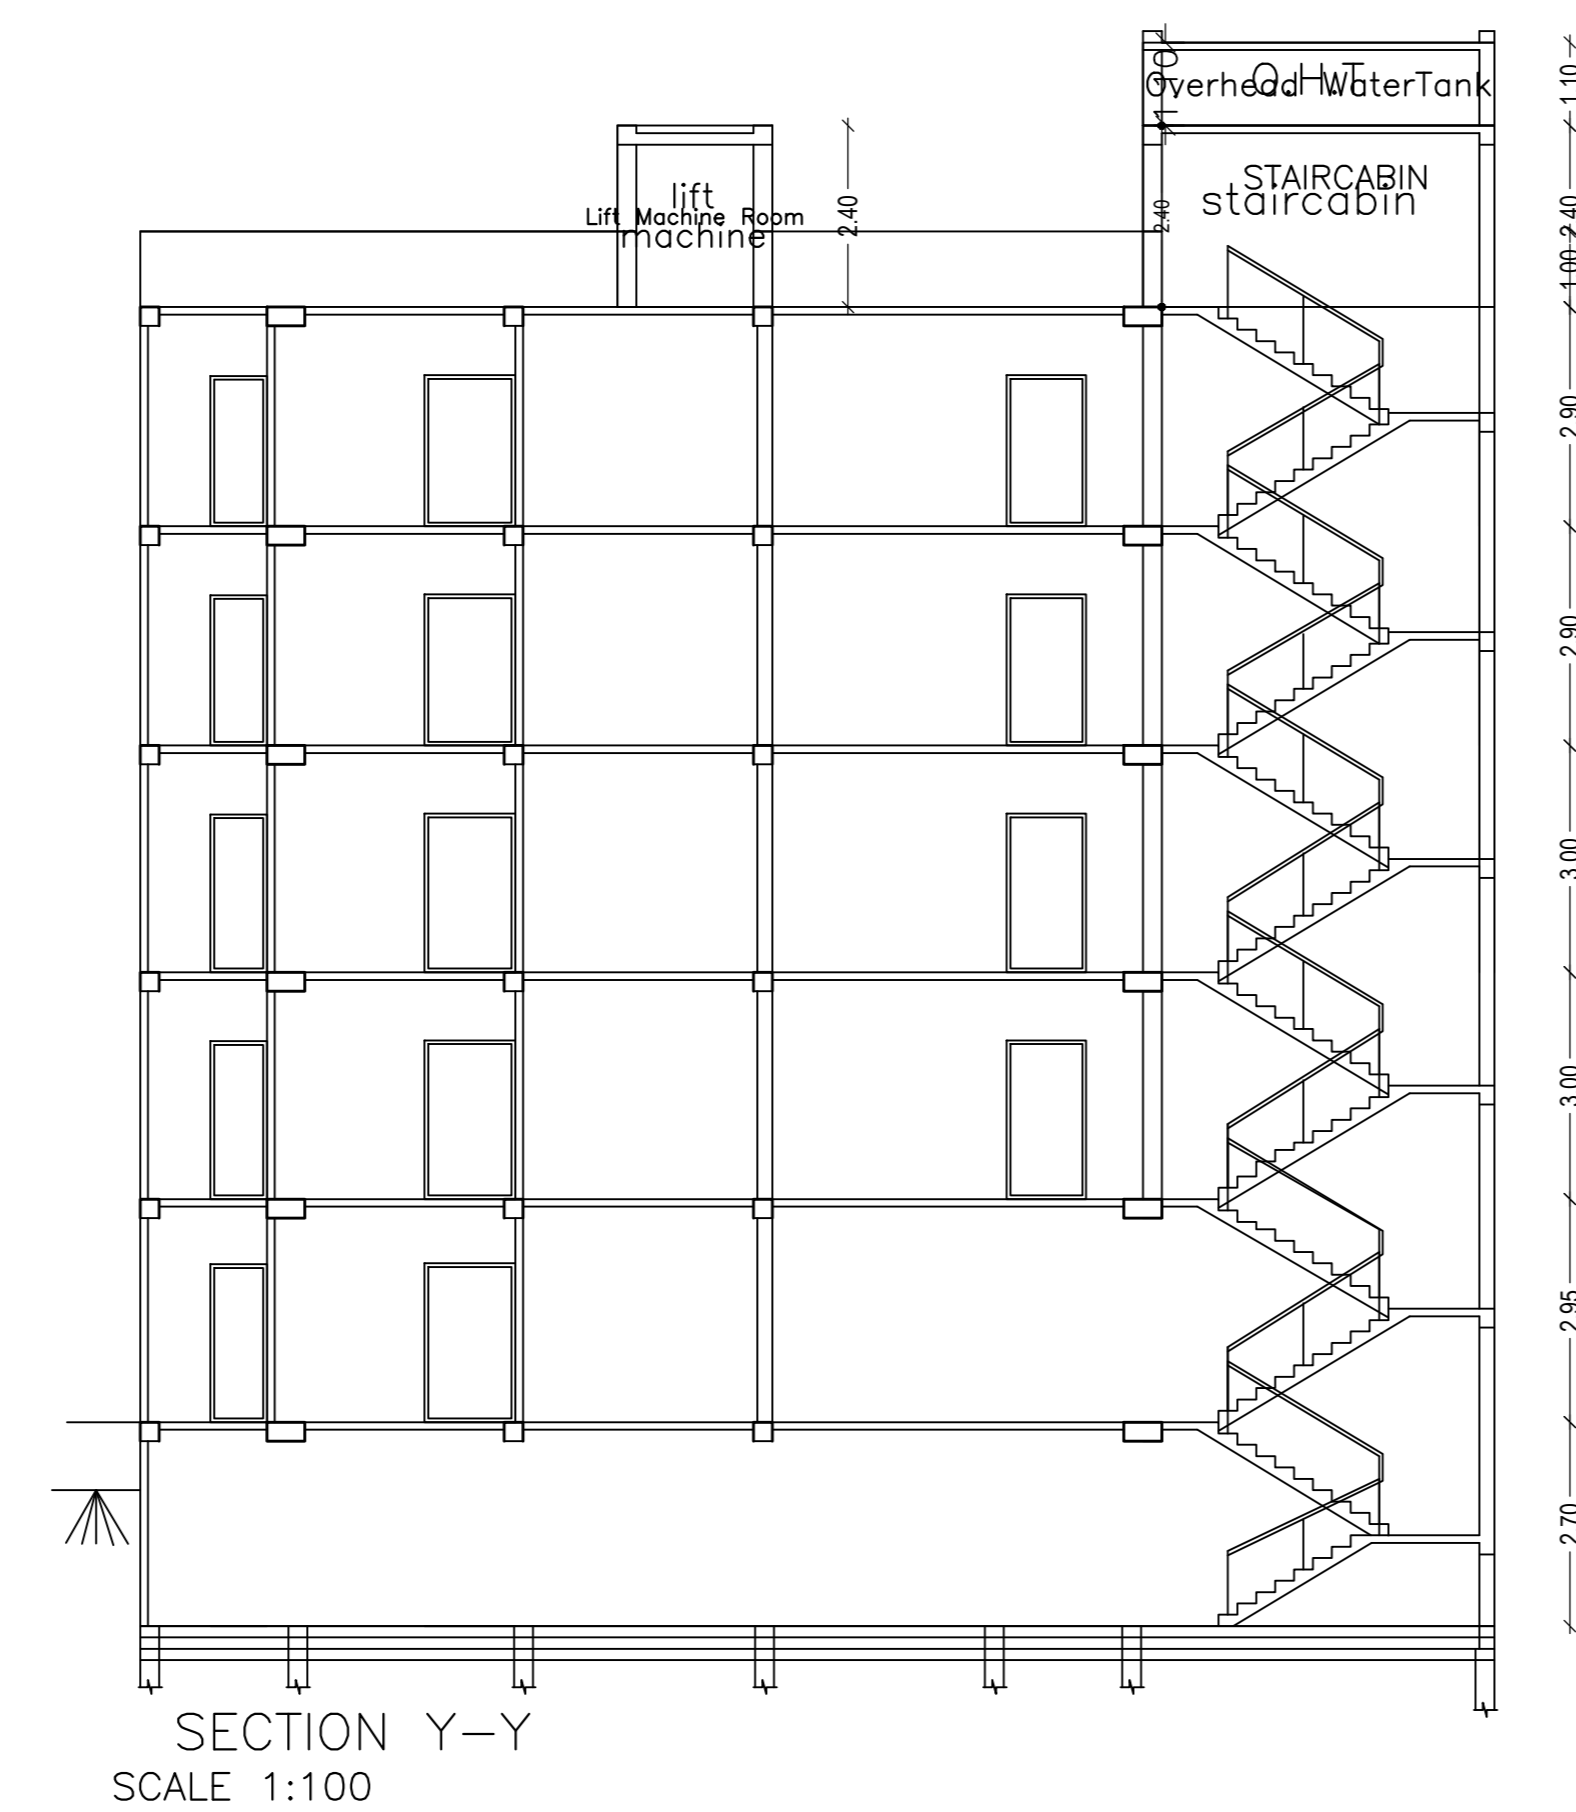 O.H.T
Overhead WaterTank
1.10
1.10
STAIRCABIN
staircabin
lift
Lift Machine Room
machine
2.40
2.40
2.40
1.00
2.90
2.90
3.00
3.00
2.95
2.70
SECTION Y-Y
SCALE 1:100